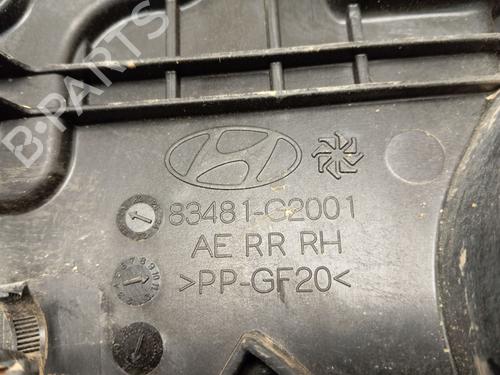 B-PARTS
83481-G2001
AE RR RH
>PP-GF20<